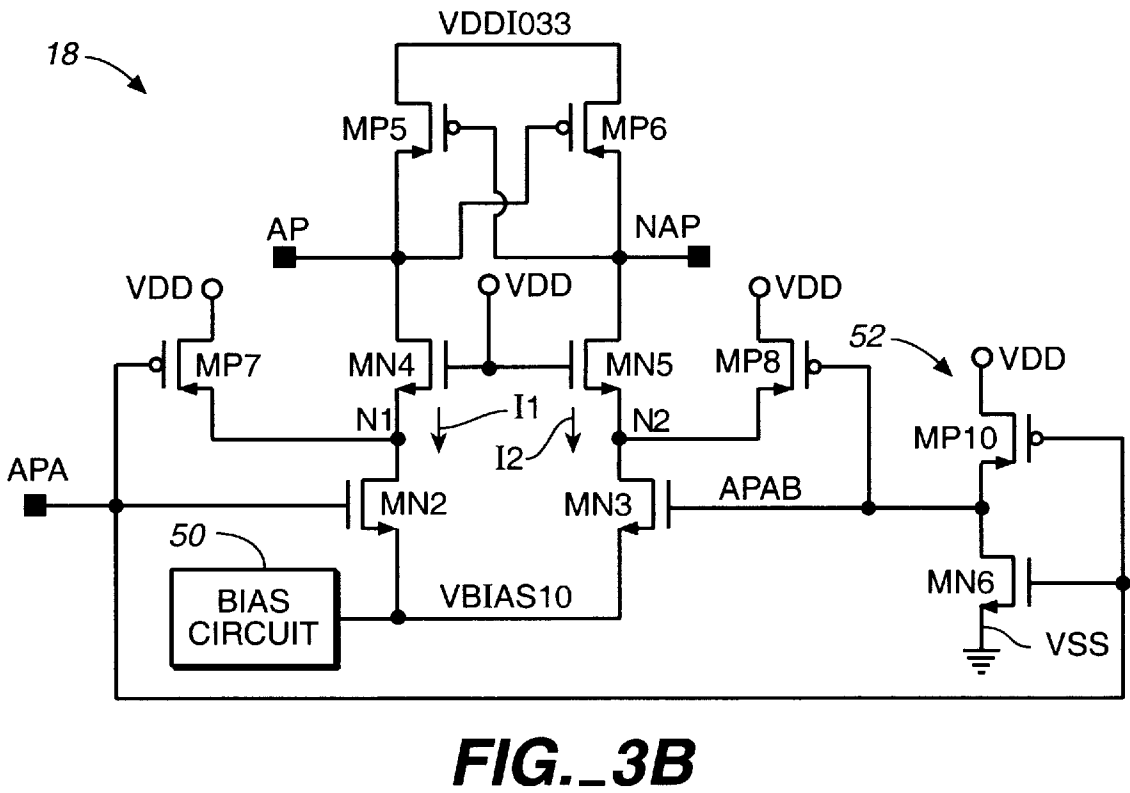 VDDI033
18
MP5
MP6
AP
NAP
VDD
VDD
VDD
52
VDD
MP7
MN4
MN5
MP8
N1
I1
I2
N2
MP10
APA
MN2
MN3
APAB
50
BIAS
CIRCUIT
VBIAS10
MN6
VSS
FIG._3B